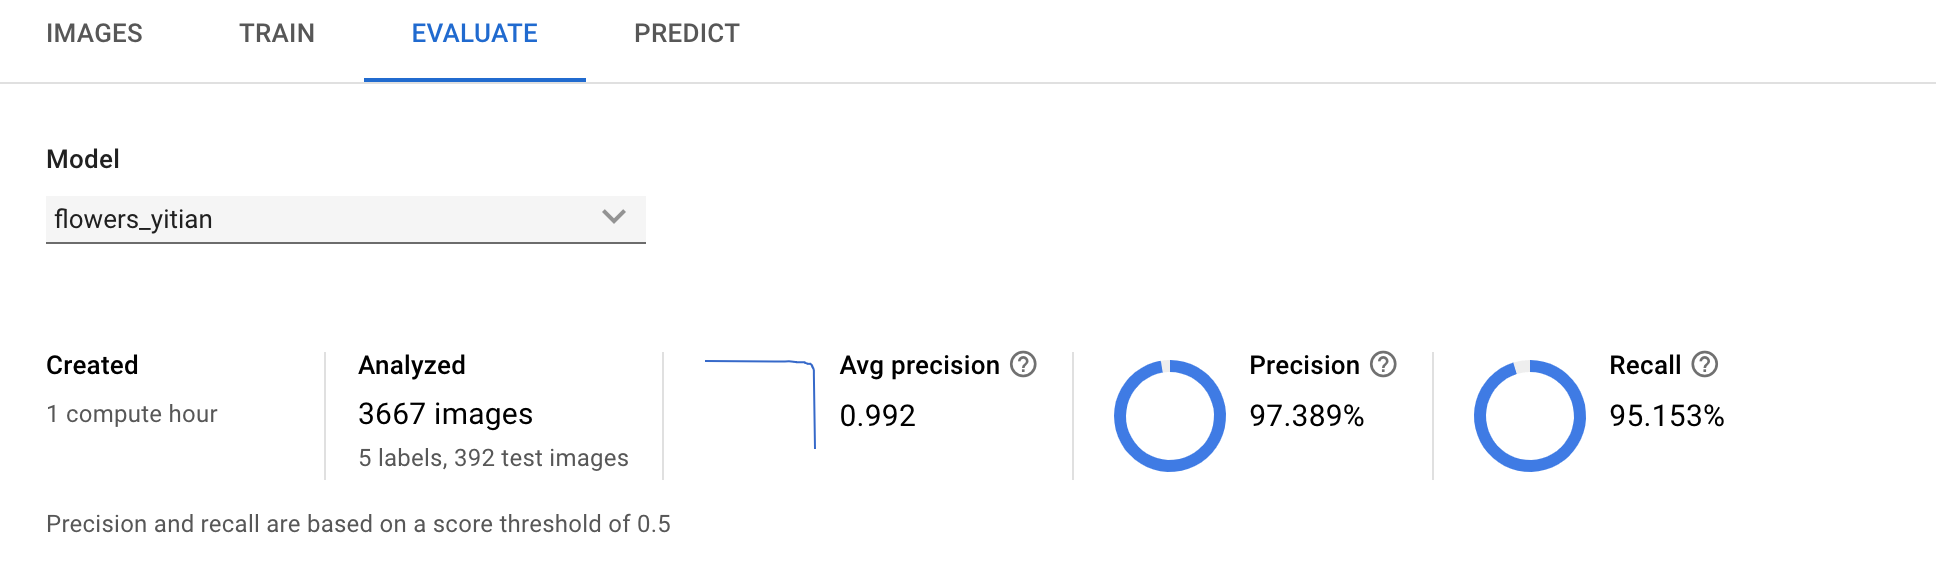 IMAGES TRAIN EVALUATE PREDICT
Model
flowers_yitian
Created
1 compute hour
Analyzed
3667 images
5 labels, 392 test images
Avg precision ?
0.992
Precision ?
97.389%
Recall ?
95.153%
Precision and recall are based on a score threshold of 0.5